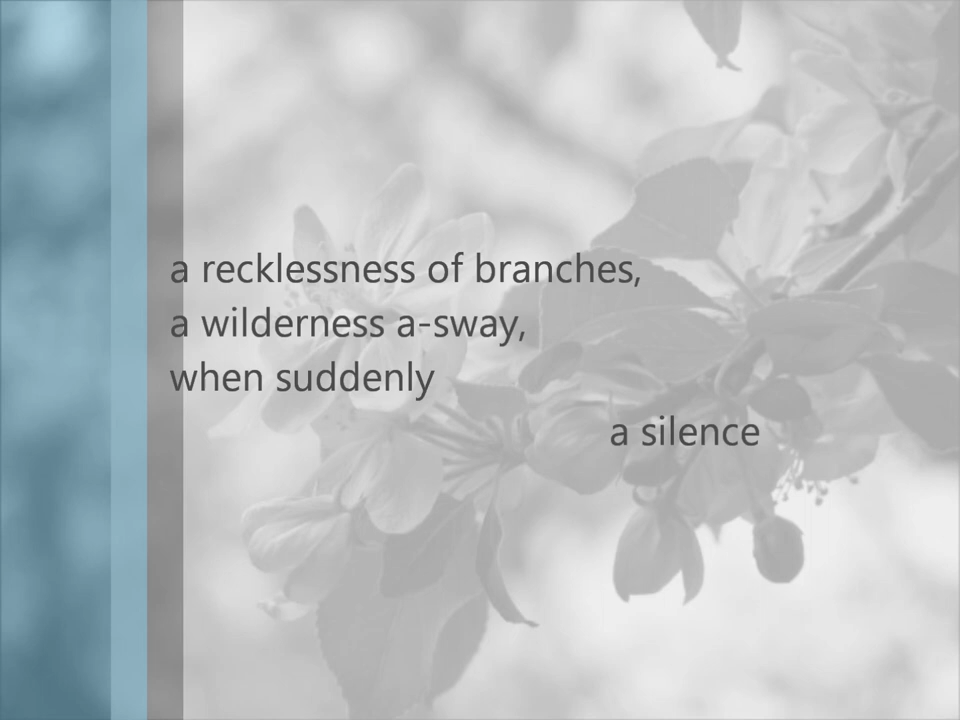 a recklessness of branches,
a wilderness a-sway,
when suddenly
a silence